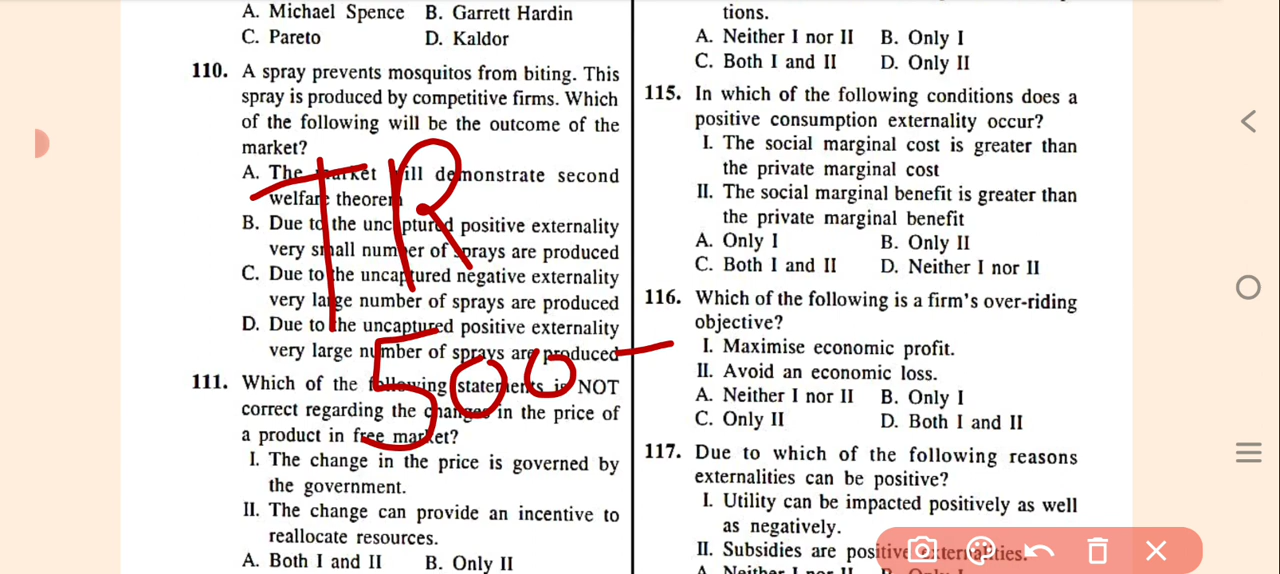 A. Michael Spence B. Garrett Hardin
C. Pareto D. Kaldor
110. A spray prevents mosquitos from biting. This
spray is produced by competitive firms. Which
of the following will be the outcome of the
market?
A. The market will demonstrate second
welfare theorem
B. Due to the uncaptured positive externality
very small number of sprays are produced
C. Due to the uncaptured negative externality
very large number of sprays are produced
D. Due to the uncaptured positive externality
very large number of sprays are produced
111. Which of the following statements is NOT
correct regarding the changes in the price of
a product in free market?
I. The change in the price is governed by
the government.
II. The change can provide an incentive to
reallocate resources.
A. Both I and II B. Only II
TR
500-
tions.
A. Neither I nor II B. Only I
C. Both I and II D. Only II
115. In which of the following conditions does a
positive consumption externality occur?
I. The social marginal cost is greater than
the private marginal cost
II. The social marginal benefit is greater than
the private marginal benefit
A. Only I B. Only II
C. Both I and II D. Neither I nor II
116. Which of the following is a firm's over-riding
objective?
I. Maximise economic profit.
II. Avoid an economic loss.
A. Neither I nor II B. Only I
C. Only II D. Both I and II
117. Due to which of the following reasons
externalities can be positive?
I. Utility can be impacted positively as well
as negatively.
II. Subsidies are positive externalities.
A. Neither I nor II B. Only I